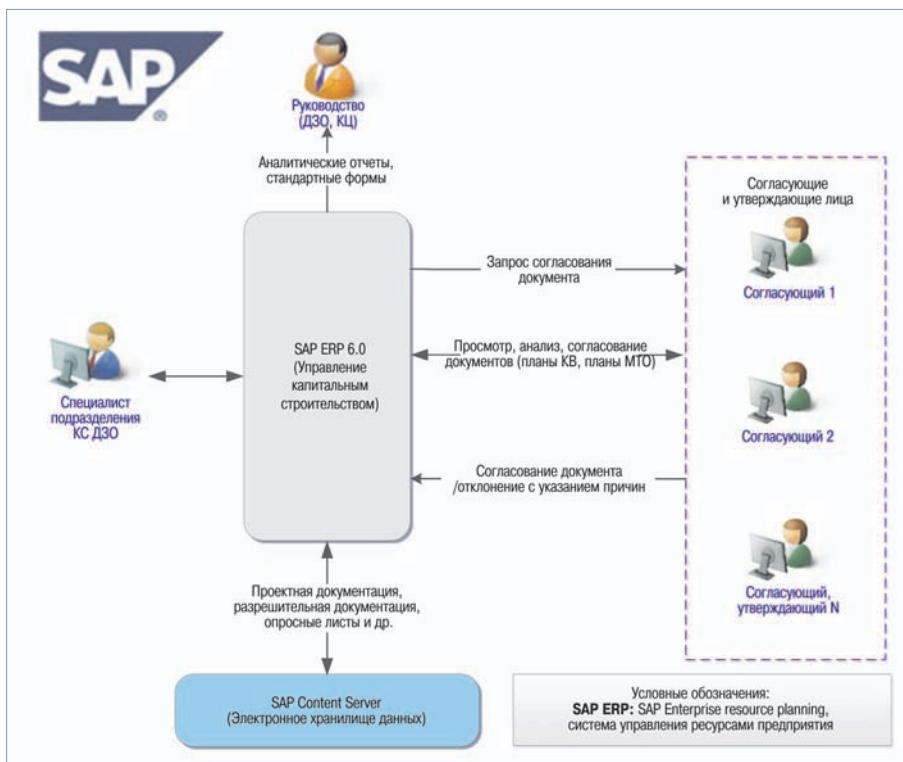 SAP
®
Руководство
(ДЗО, КЦ)
Аналитические отчеты,
стандартные формы
Согласующие
и утверждающие лица
Запрос согласования
документа
Согласующий 1
SAP ERP 6.0
(Управление
капитальным
строительством)
Просмотр, анализ, согласование
документов (планы КВ, планы МТО)
Специалист
подразделения
КС ДЗО
Согласующий 2
Согласование документа
/отклонение с указанием причин
Проектная документация,
разрешительная документация,
опросные листы и др.
Согласующий,
утверждающий N
SAP Content Server
(Электронное хранилище данных)
Условные обозначения:
SAP ERP: SAP Enterprise resource planning,
система управления ресурсами предприятия